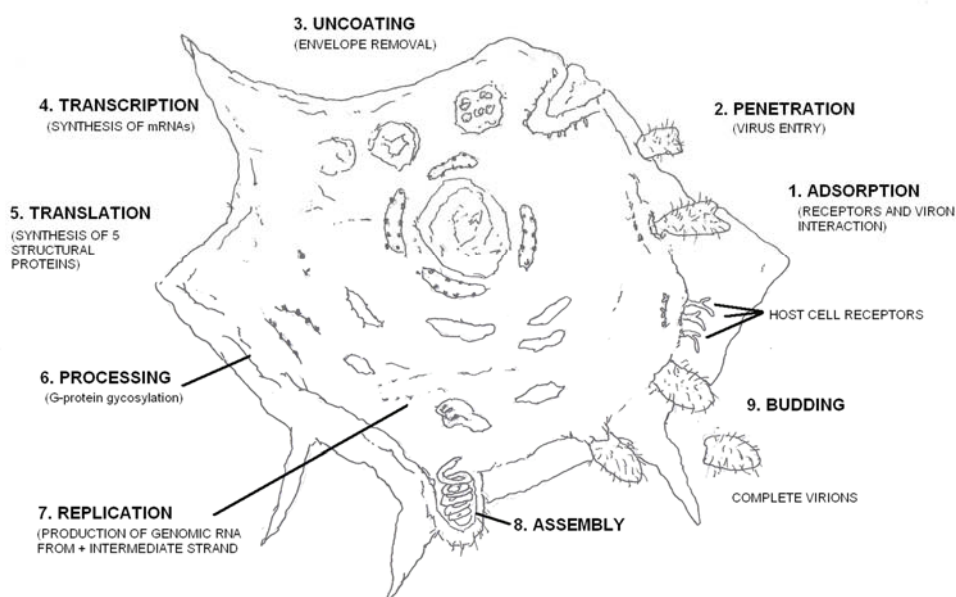 3. UNCOATING
(ENVELOPE REMOVAL)
4. TRANSCRIPTION
(SYNTHESIS OF mRNAs)
2. PENETRATION
(VIRUS ENTRY)
1. ADSORPTION
(RECEPTORS AND VIRON
INTERACTION)
5. TRANSLATION
(SYNTHESIS OF 5
STRUCTURAL
PROTEINS)
HOST CELL RECEPTORS
6. PROCESSING
(G-protein gycosylation)
9. BUDDING
COMPLETE VIRIONS
7. REPLICATION
(PRODUCTION OF GENOMIC RNA
FROM + INTERMEDIATE STRAND
8. ASSEMBLY